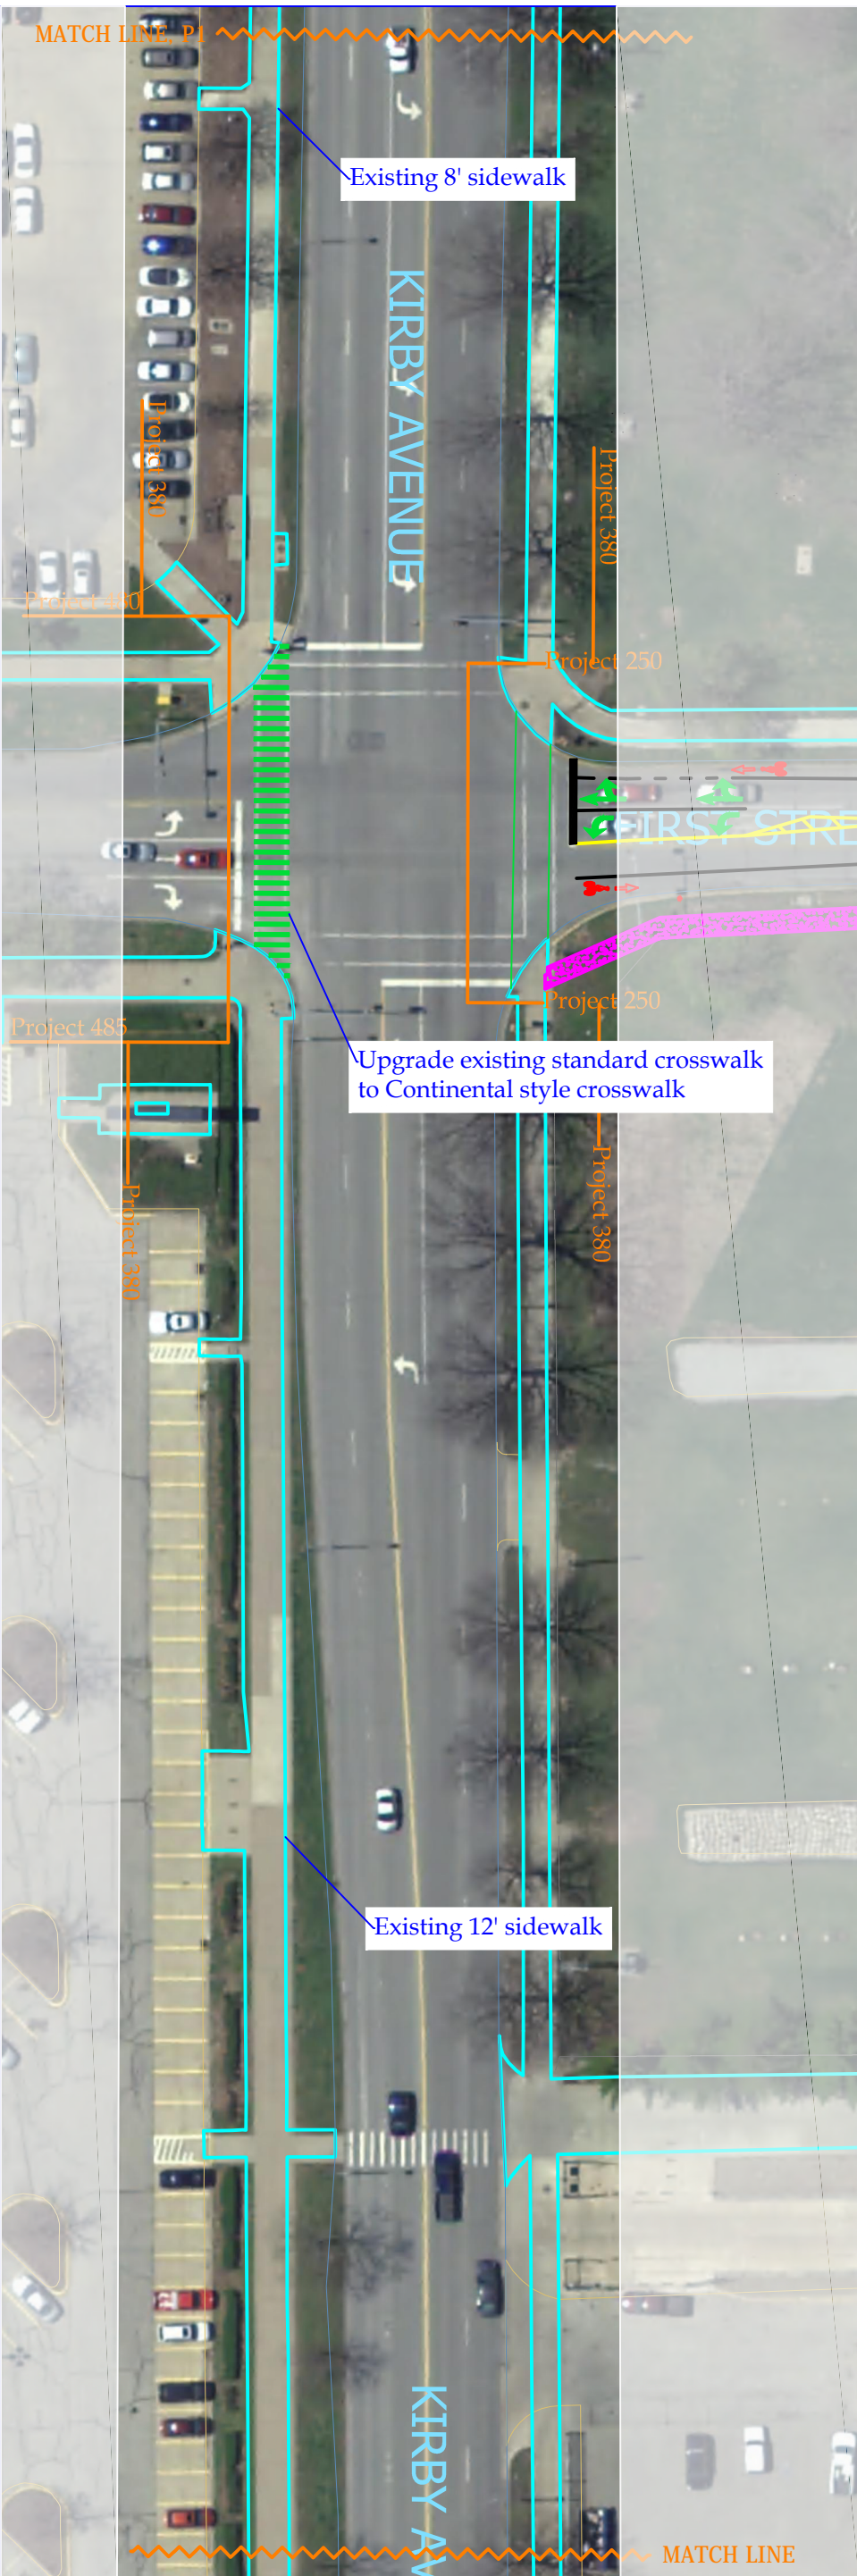 MATCH LINE, P1
Existing 8' sidewalk
KIRBY AVENUE
Project 380
Project 380
Project 480
Project 250
FIRST STRE
Project 250
Project 485
Upgrade existing standard crosswalk
to Continental style crosswalk
Project 380
Project 380
Existing 12' sidewalk
KIRBY AV
MATCH LINE